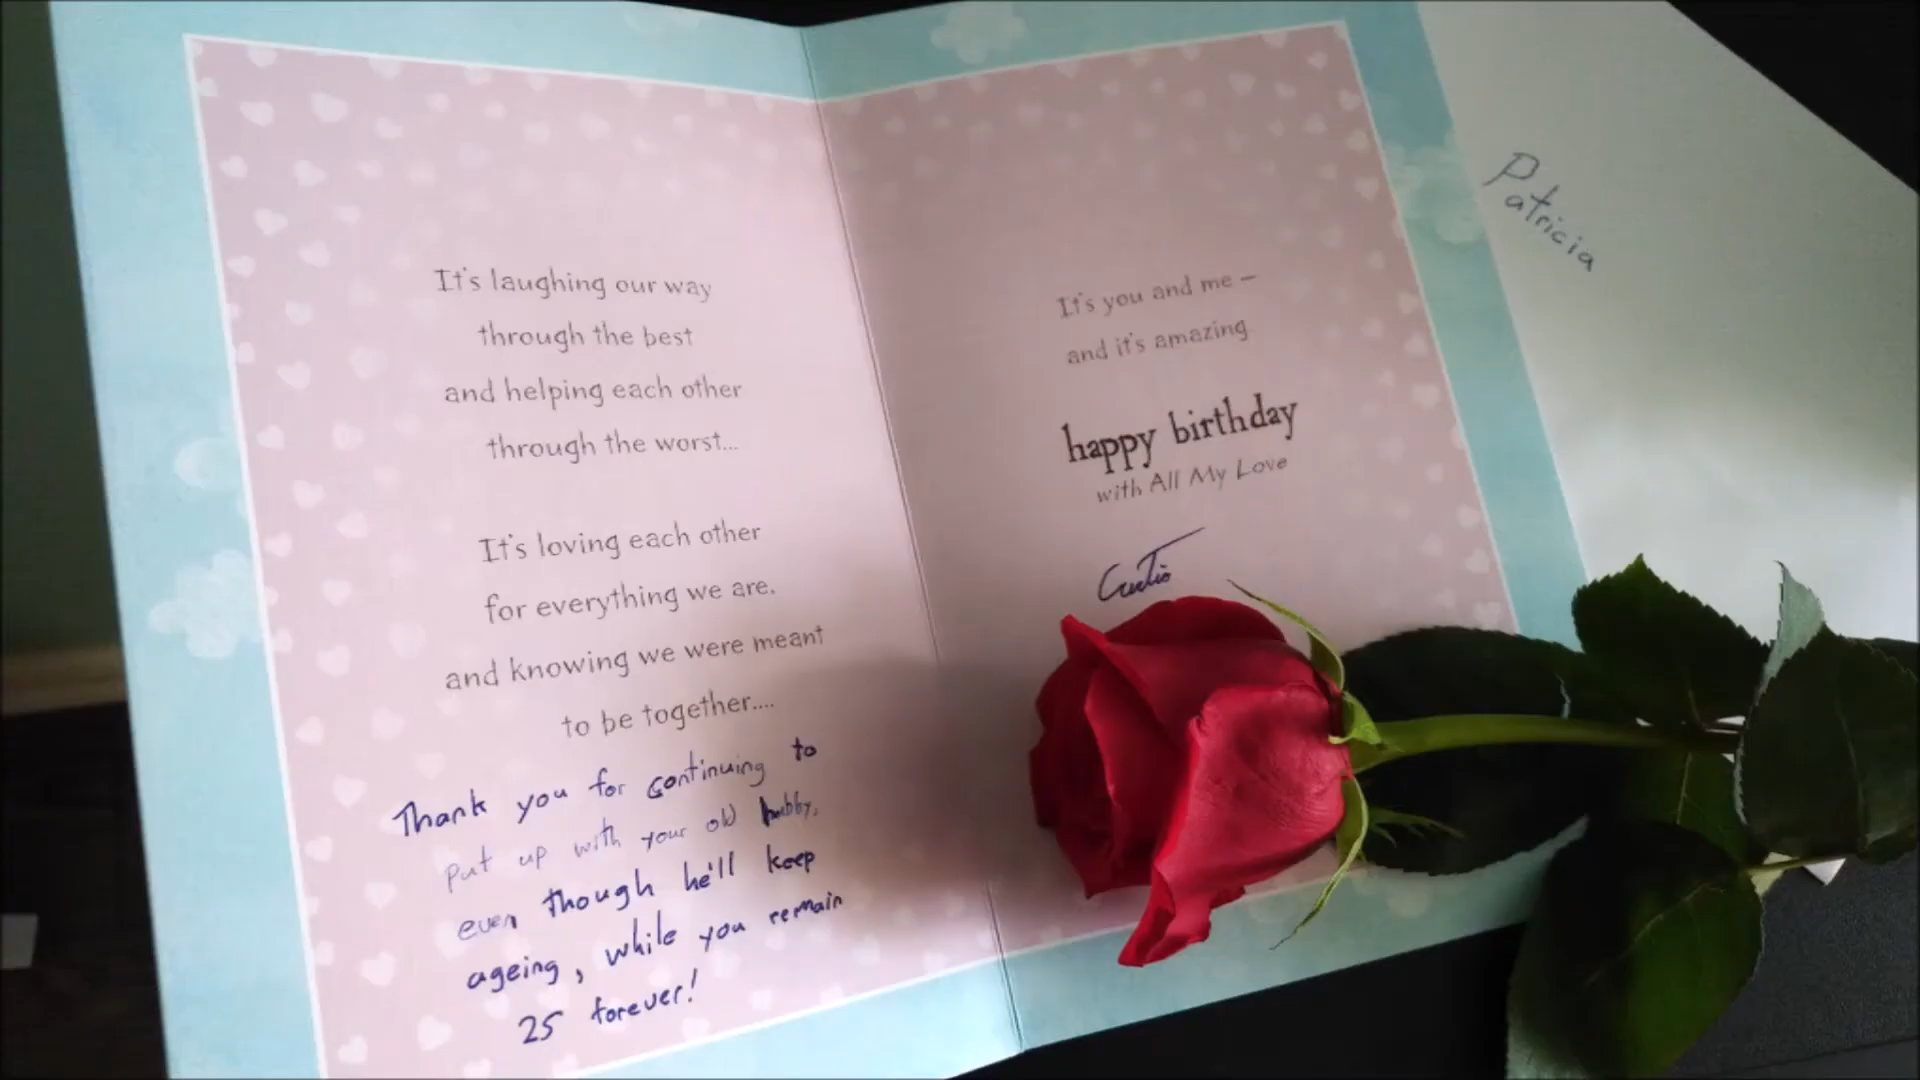 It's laughing our way
through the best
and helping each other
through the worst...
It's loving each other
for everything we are.
and knowing we were meant
to be together....
Thank you for continuing to
put up with your old hubby,
even though he'll keep
ageing, while you remain
25 forever!
It's you and me –
and it's amazing
happy birthday
with All My Love
Curtis
Patricia